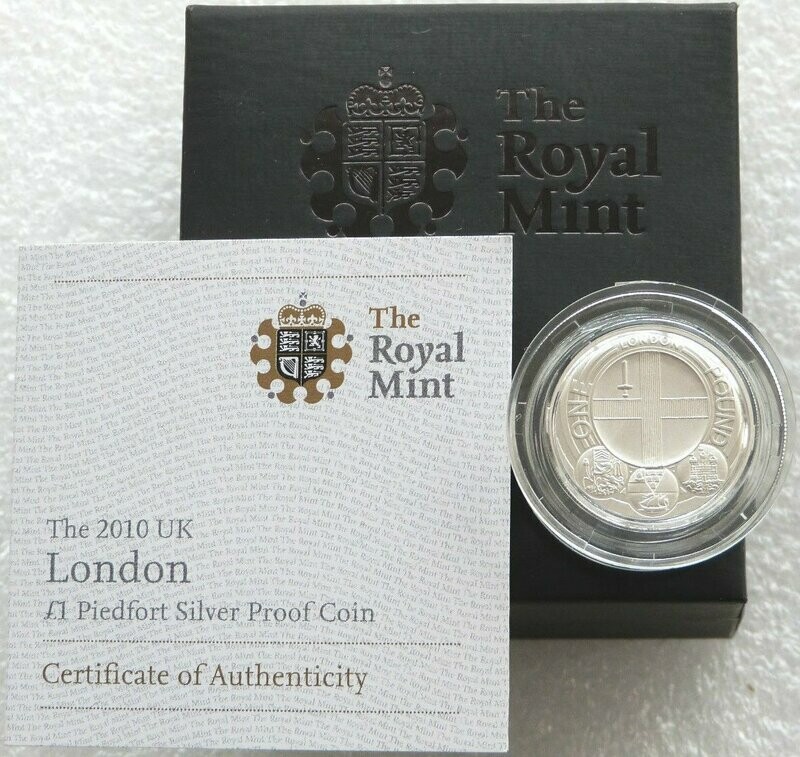 The
Royal
Mint
The
Royal
Mint
The 2010 UK
London
£1 Piedfort Silver Proof Coin
Certificate of Authenticity
LONDON
ONE
POUND